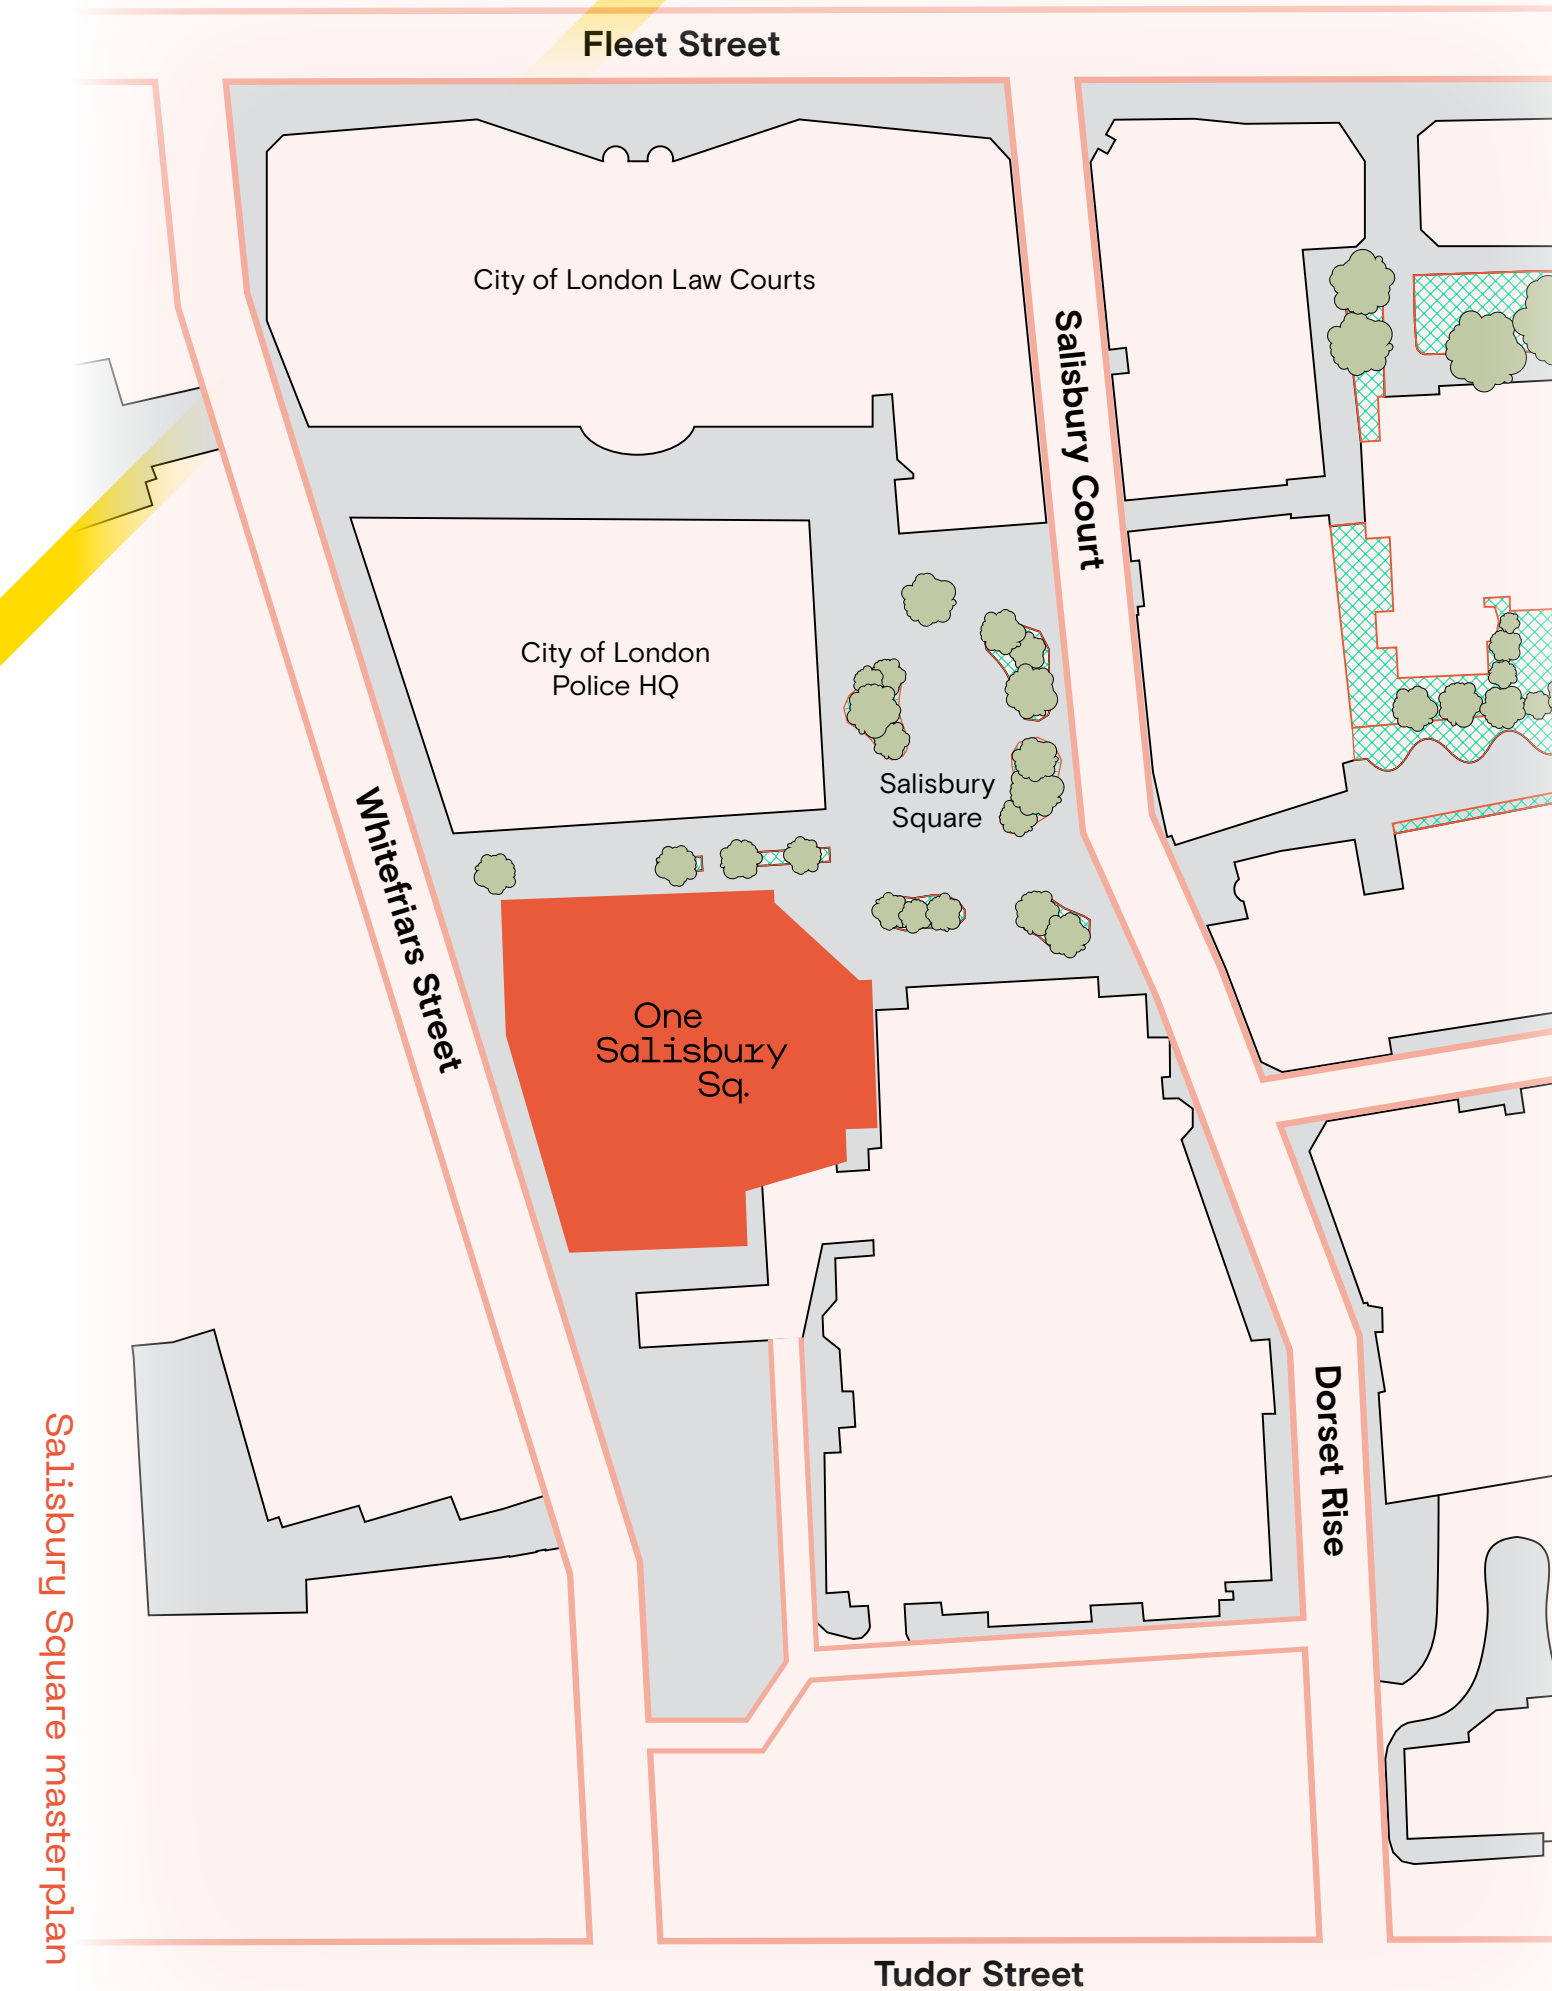 Fleet Street
City of London Law Courts
Salisbury Court
City of London
Police HQ
Salisbury
Square
Whitefriars Street
One
Salisbury
Sq.
Dorset Rise
Salisbury Square masterplan
Tudor Street